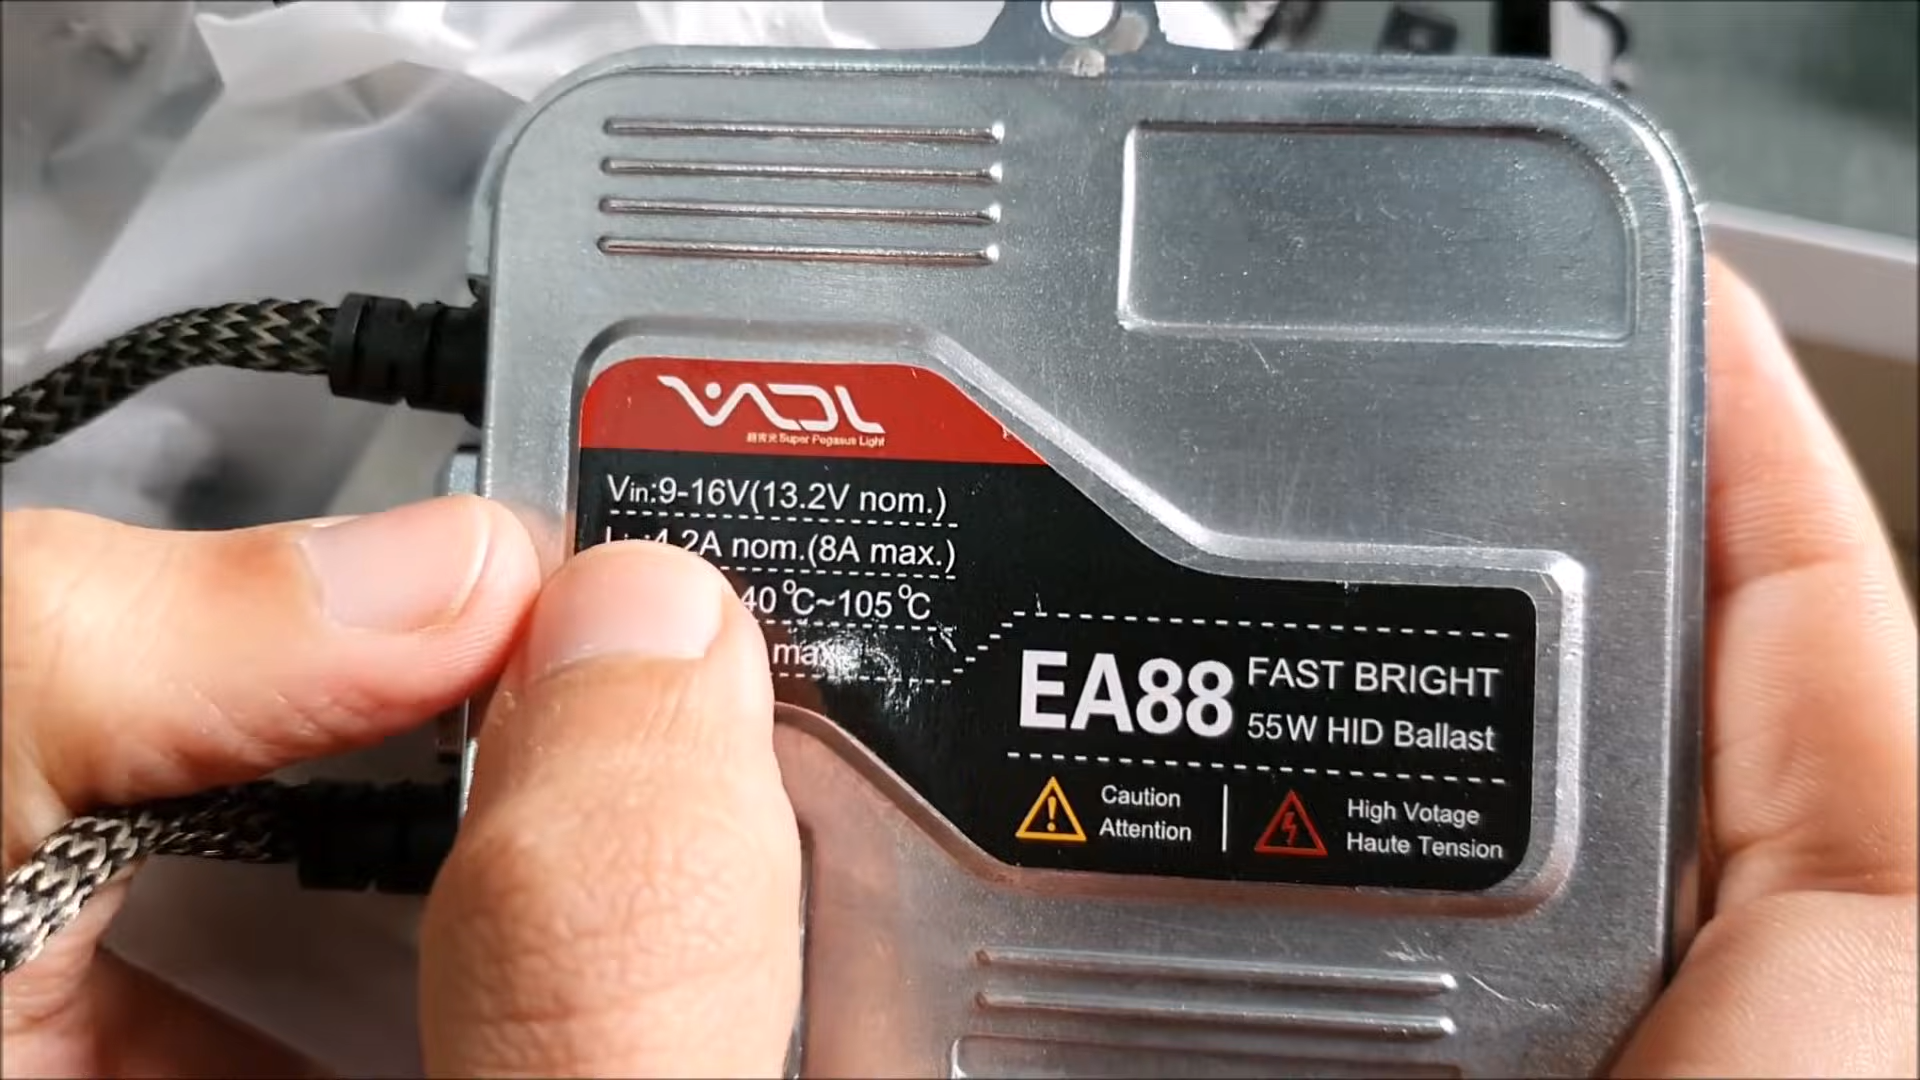 VADL
Super Pegasus Light
Vin:9-16V(13.2V nom.)
4.2A nom.(8A max.)
40℃~105℃
max.
EA88 FAST BRIGHT
55W HID Ballast
Caution
Attention
High Votage
Haute Tension